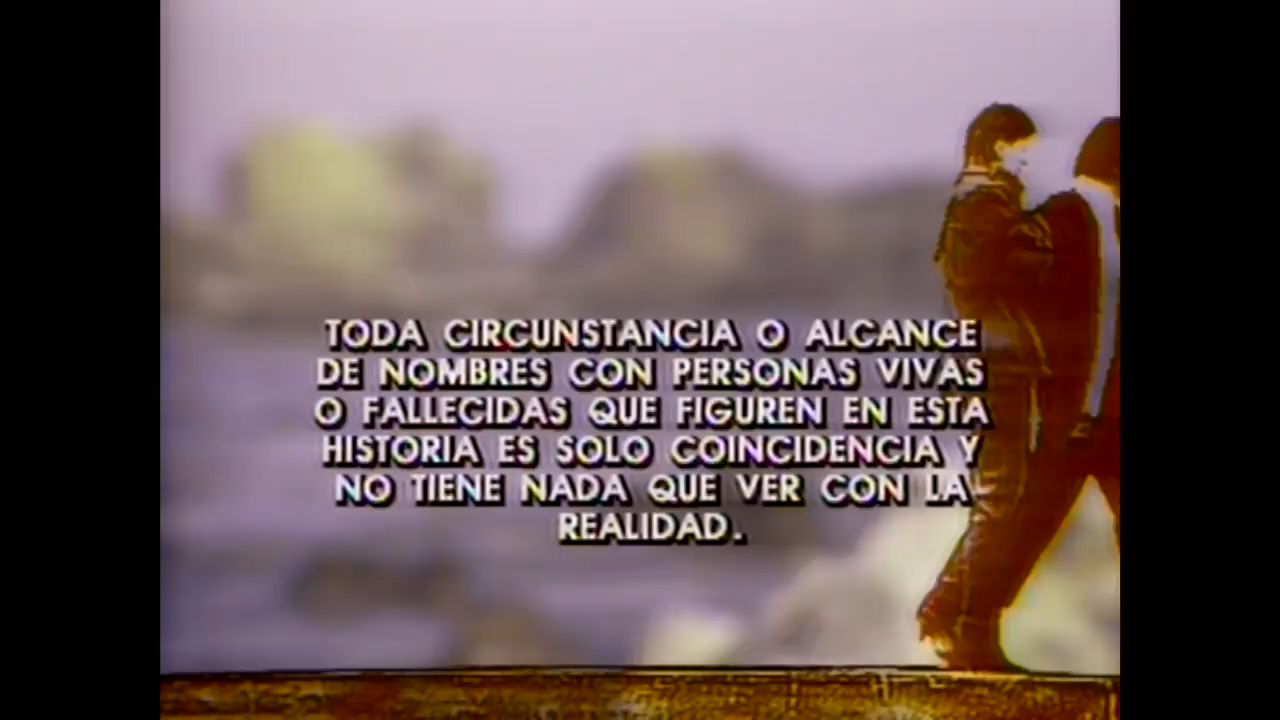 TODA CIRCUNSTANCIA O ALCANCE
DE NOMBRES CON PERSONAS VIVAS
O FALLECIDAS QUE FIGUREN EN ESTA
HISTORIA ES SOLO COINCIDENCIA Y
NO TIENE NADA QUE VER CON LA
REALIDAD.